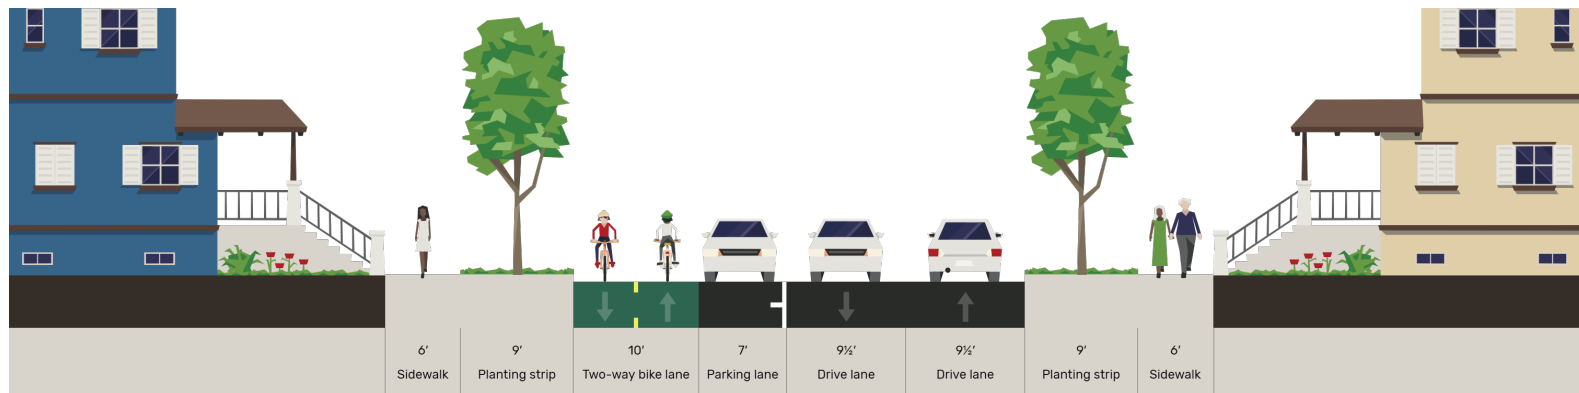 6′ 9′ 10′ 7′ 9½′ 9½′ 9′ 6′
Sidewalk Planting strip Two-way bike lane Parking lane Drive lane Drive lane Planting strip Sidewalk